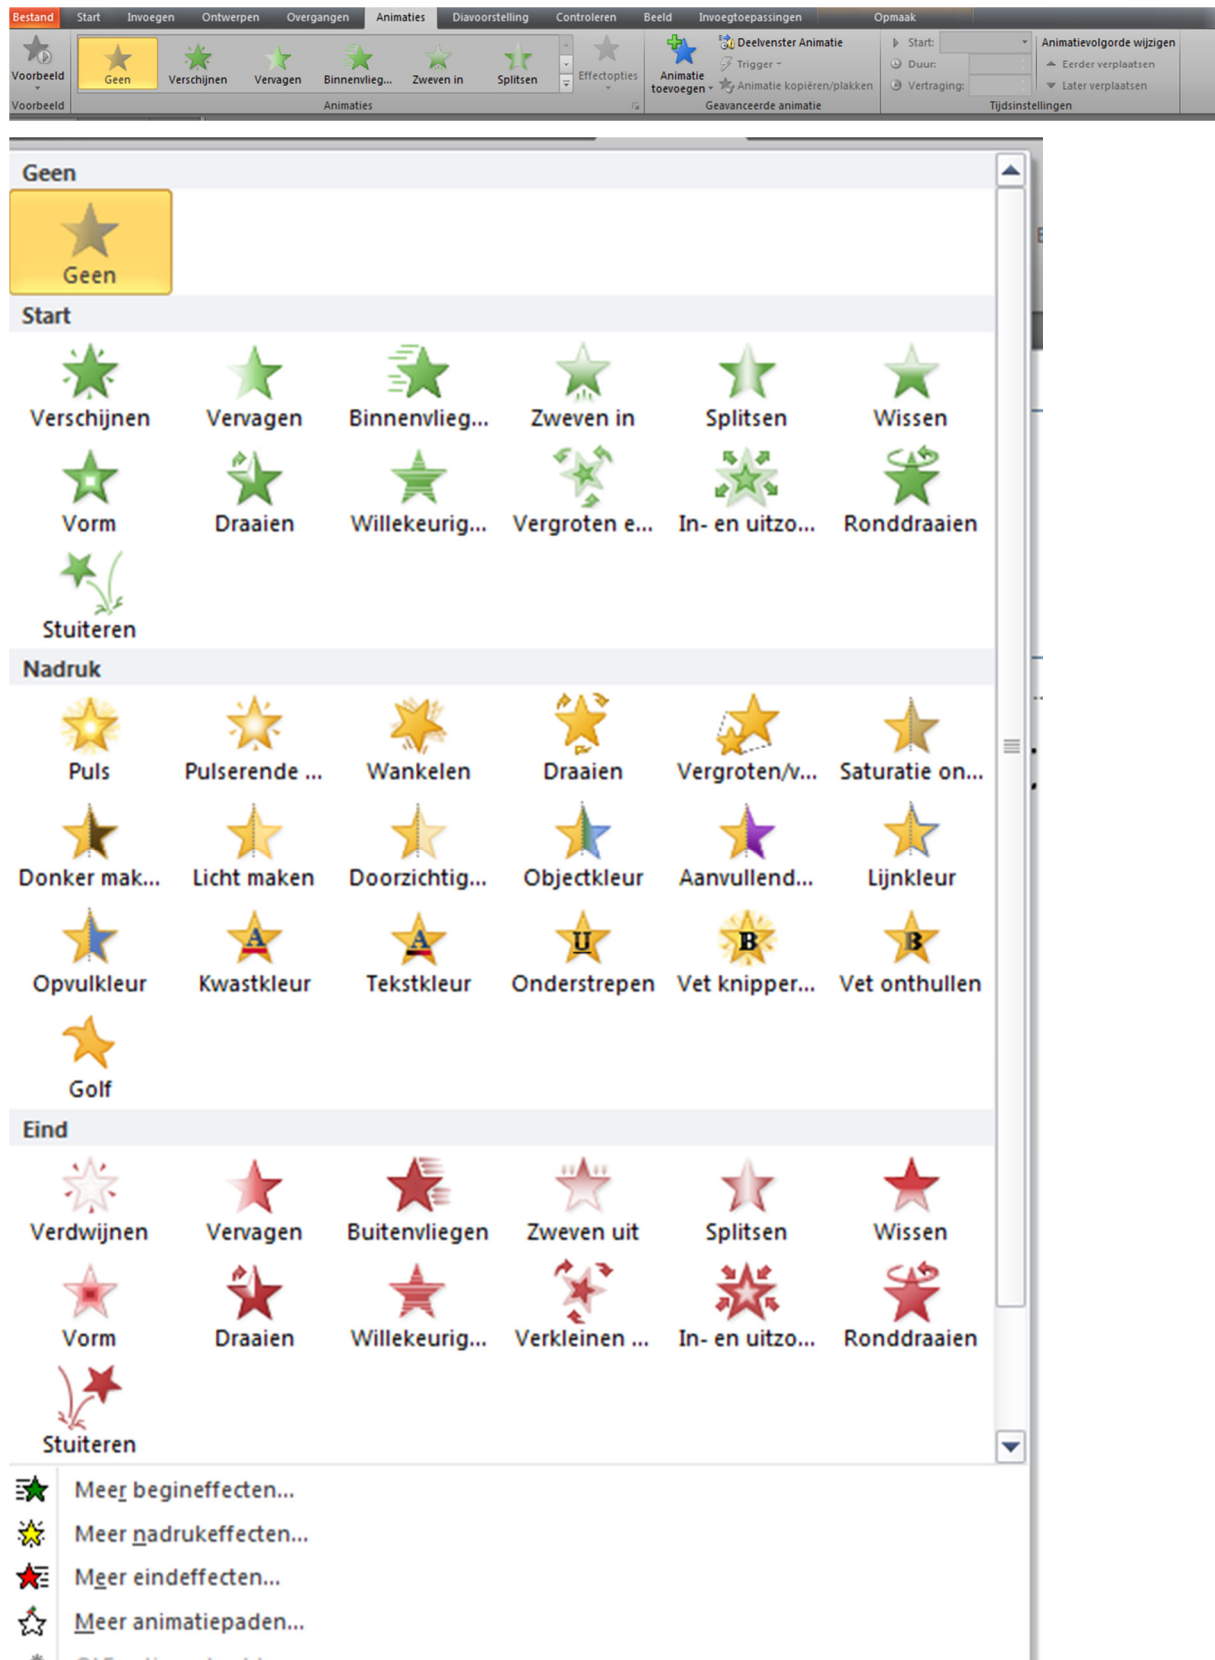 Bestand Start Invoegen Ontwerpen Overgangen Animaties Diavoorstelling Controleren Beeld Invoegtoepassingen Opmaak
Voorbeeld
Geen Verschijnen Vervagen Binnenvlieg... Zweven in Splitsen
Effectopties
Animatie toevoegen
Deelvenster Animatie
Trigger
Animatie kopiëren/plakken
Start:
Duur:
Vertraging:
Animatievolgorde wijzigen
Eerder verplaatsen
Later verplaatsen
Voorbeeld Animaties Geavanceerde animatie Tijdsinstellingen
Geen
Geen
Start
Verschijnen Vervagen Binnenvlieg... Zweven in Splitsen Wissen
Vorm Draaien Willekeurig... Vergroten e... In- en uitzo... Ronddraaien
Stuiteren
Nadruk
Puls Pulserende ... Wankelen Draaien Vergroten/v... Saturatie on...
Donker mak... Licht maken Doorzichtig... Objectkleur Aanvullend... Lijnkleur
Opvulkleur Kwastkleur Tekstkleur Onderstrepen Vet knipper... Vet onthullen
Golf
Eind
Verdwijnen Vervagen Buitenvliegen Zweven uit Splitsen Wissen
Vorm Draaien Willekeurig... Verkleinen ... In- en uitzo... Ronddraaien
Stuiteren
Meer begineffecten...
Meer nadrukeffecten...
Meer eindeffecten...
Meer animatiepaden...